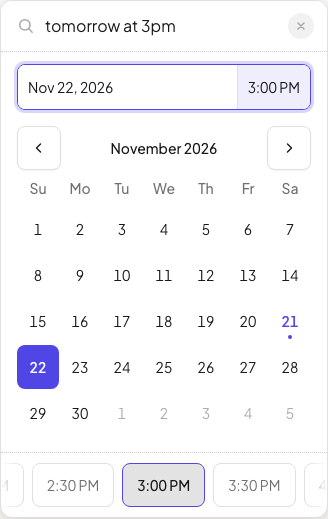 tomorrow at 3pm
Nov 22, 2026 3:00 PM
November 2026
Su Mo Tu We Th Fr Sa
1 2 3 4 5 6 7
8 9 10 11 12 13 14
15 16 17 18 19 20 21
22 23 24 25 26 27 28
29 30 1 2 3 4 5
2:30 PM 3:00 PM 3:30 PM